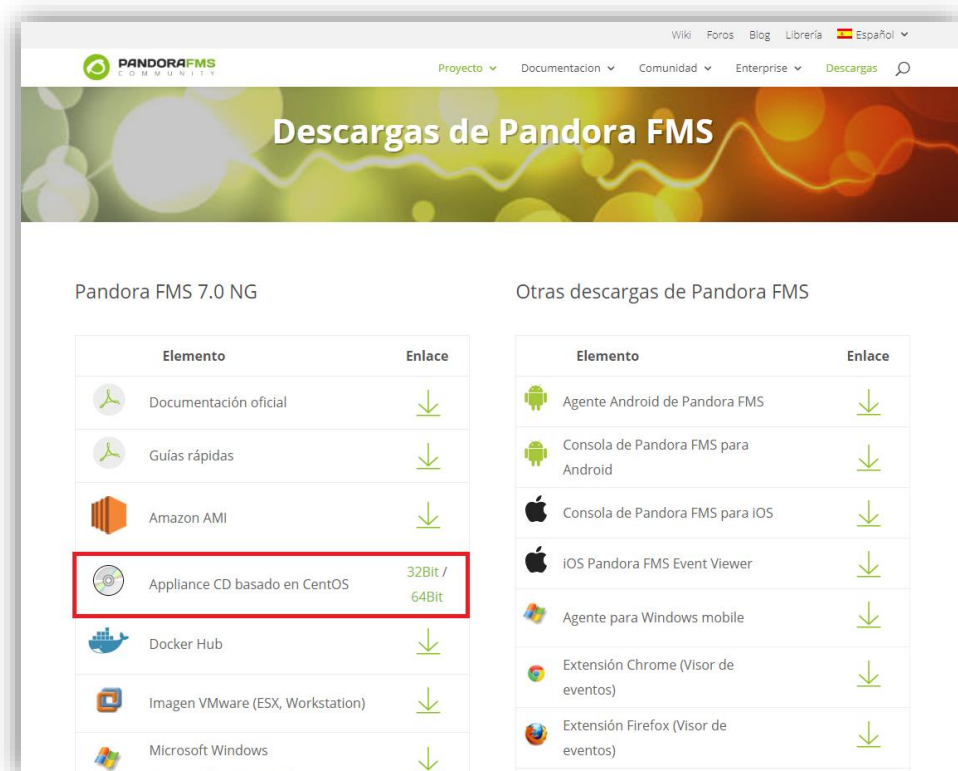 Wiki Foros Blog Librería Español
PANDORAFMS
COMMUNITY
Proyecto Documentacion Comunidad Enterprise Descargas
Descargas de Pandora FMS
Pandora FMS 7.0 NG
Elemento Enlace
Documentación oficial
Guías rápidas
Amazon AMI
Appliance CD basado en CentOS 32Bit /
64Bit
Docker Hub
Imagen VMware (ESX, Workstation)
Microsoft Windows
Otras descargas de Pandora FMS
Elemento Enlace
Agente Android de Pandora FMS
Consola de Pandora FMS para
Android
Consola de Pandora FMS para iOS
iOS Pandora FMS Event Viewer
Agente para Windows mobile
Extensión Chrome (Visor de
eventos)
Extensión Firefox (Visor de
eventos)